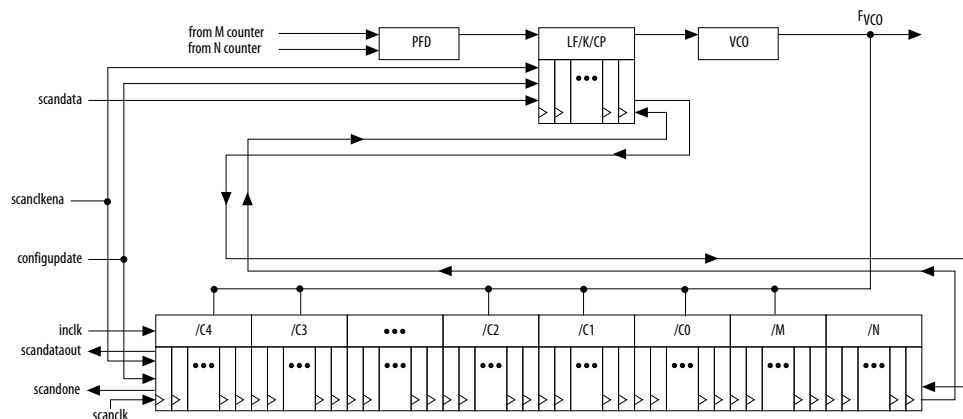 from M counter
from N counter
PFD
LF/K/CP
VCO
FVCO
•••
scandata
scanclkena
configupdate
inclk
/C4
/C3
•••
/C2
/C1
/C0
/M
/N
scandataout
•••
•••
•••
•••
•••
•••
•••
•••
scandone
scanclk